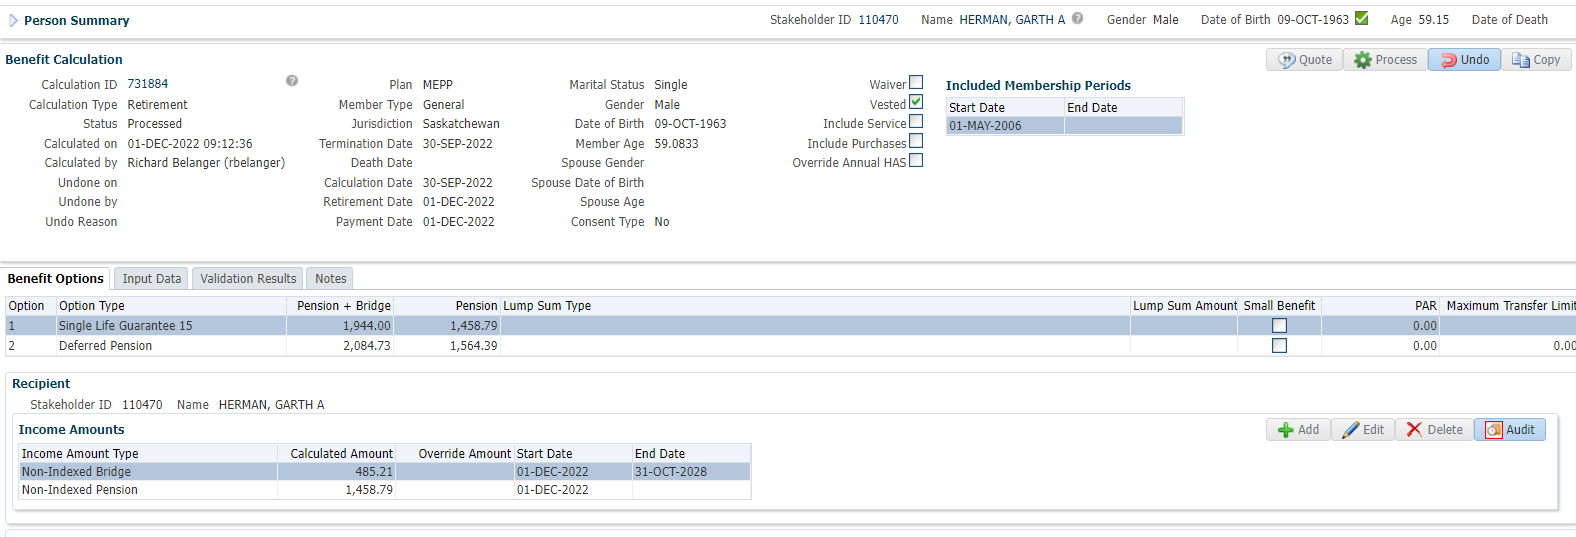 Person Summary Stakeholder ID 110470 Name HERMAN, GARTH A Gender Male Date of Birth 09-OCT-1963 Age 59.15 Date of Death
Benefit Calculation Quote Process Undo Copy
Calculation ID 731884 Plan MEPP Marital Status Single Waiver Included Membership Periods
Calculation Type Retirement Member Type General Gender Male Vested Start Date End Date
Status Processed Jurisdiction Saskatchewan Date of Birth 09-OCT-1963 Include Service 01-MAY-2006
Calculated on 01-DEC-2022 09:12:36 Termination Date 30-SEP-2022 Member Age 59.0833 Include Purchases
Calculated by Richard Belanger (rbelanger) Death Date Spouse Gender Override Annual HAS
Undone on Calculation Date 30-SEP-2022 Spouse Date of Birth
Undone by Retirement Date 01-DEC-2022 Spouse Age
Undo Reason Payment Date 01-DEC-2022 Consent Type No
Benefit Options Input Data Validation Results Notes
Option Option Type Pension + Bridge Pension Lump Sum Type Lump Sum Amount Small Benefit PAR Maximum Transfer Limit
1 Single Life Guarantee 15 1,944.00 1,458.79 0.00
2 Deferred Pension 2,084.73 1,564.39 0.00 0.00
Recipient
Stakeholder ID 110470 Name HERMAN, GARTH A
Income Amounts Add Edit Delete Audit
Income Amount Type Calculated Amount Override Amount Start Date End Date
Non-Indexed Bridge 485.21 01-DEC-2022 31-OCT-2028
Non-Indexed Pension 1,458.79 01-DEC-2022